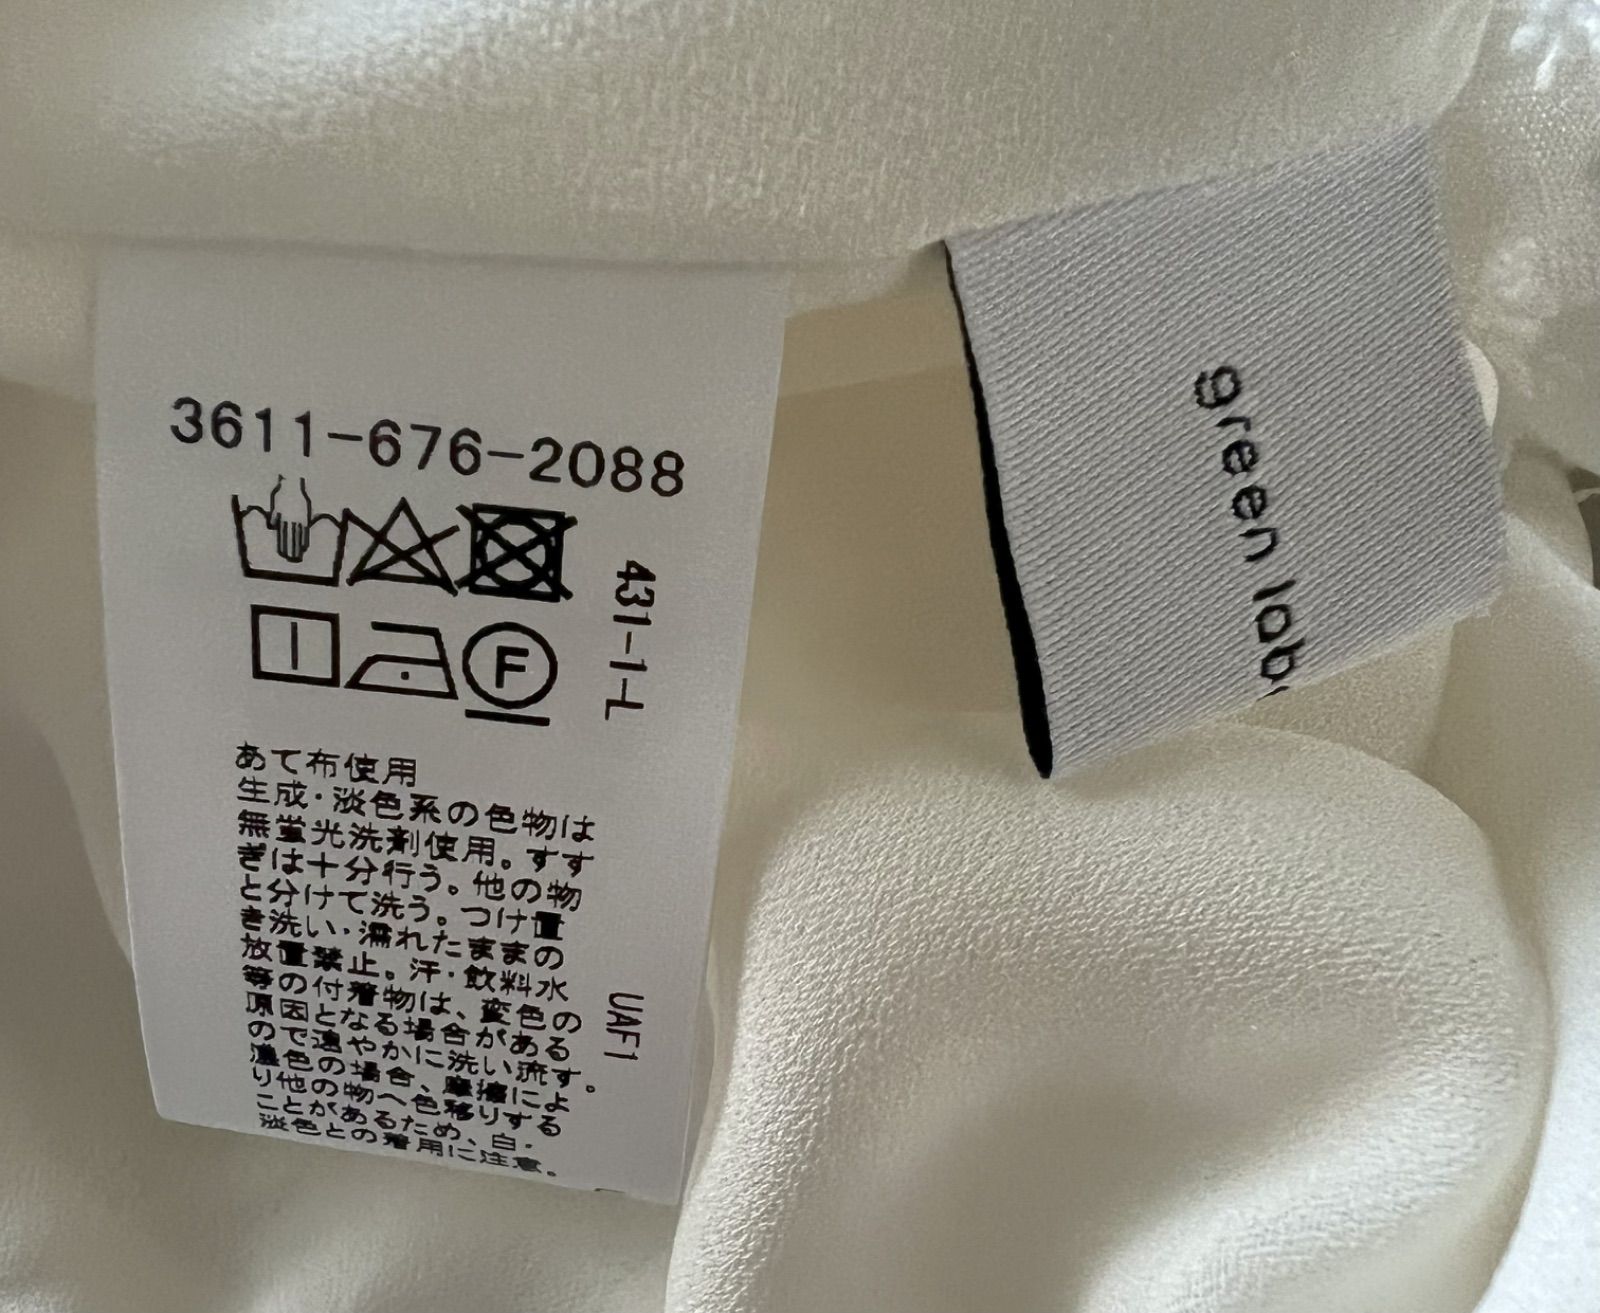 3611-676-2088
F
431-1-L
あて布使用
生成・淡色系の色物は
無蛍光洗剤使用。すす
ぎは十分行う。他の物
と分けて洗う。つけ置
き洗い・濡れたままの
放置禁止。汗・飲料水
等の付着物は、変色の
原因となる場合がある
ので速やかに洗い流す。
濃色の場合、摩擦によ
り他の物へ色移りする
ことがあるため、白・
淡色との着用に注意。
UAF1
green lab